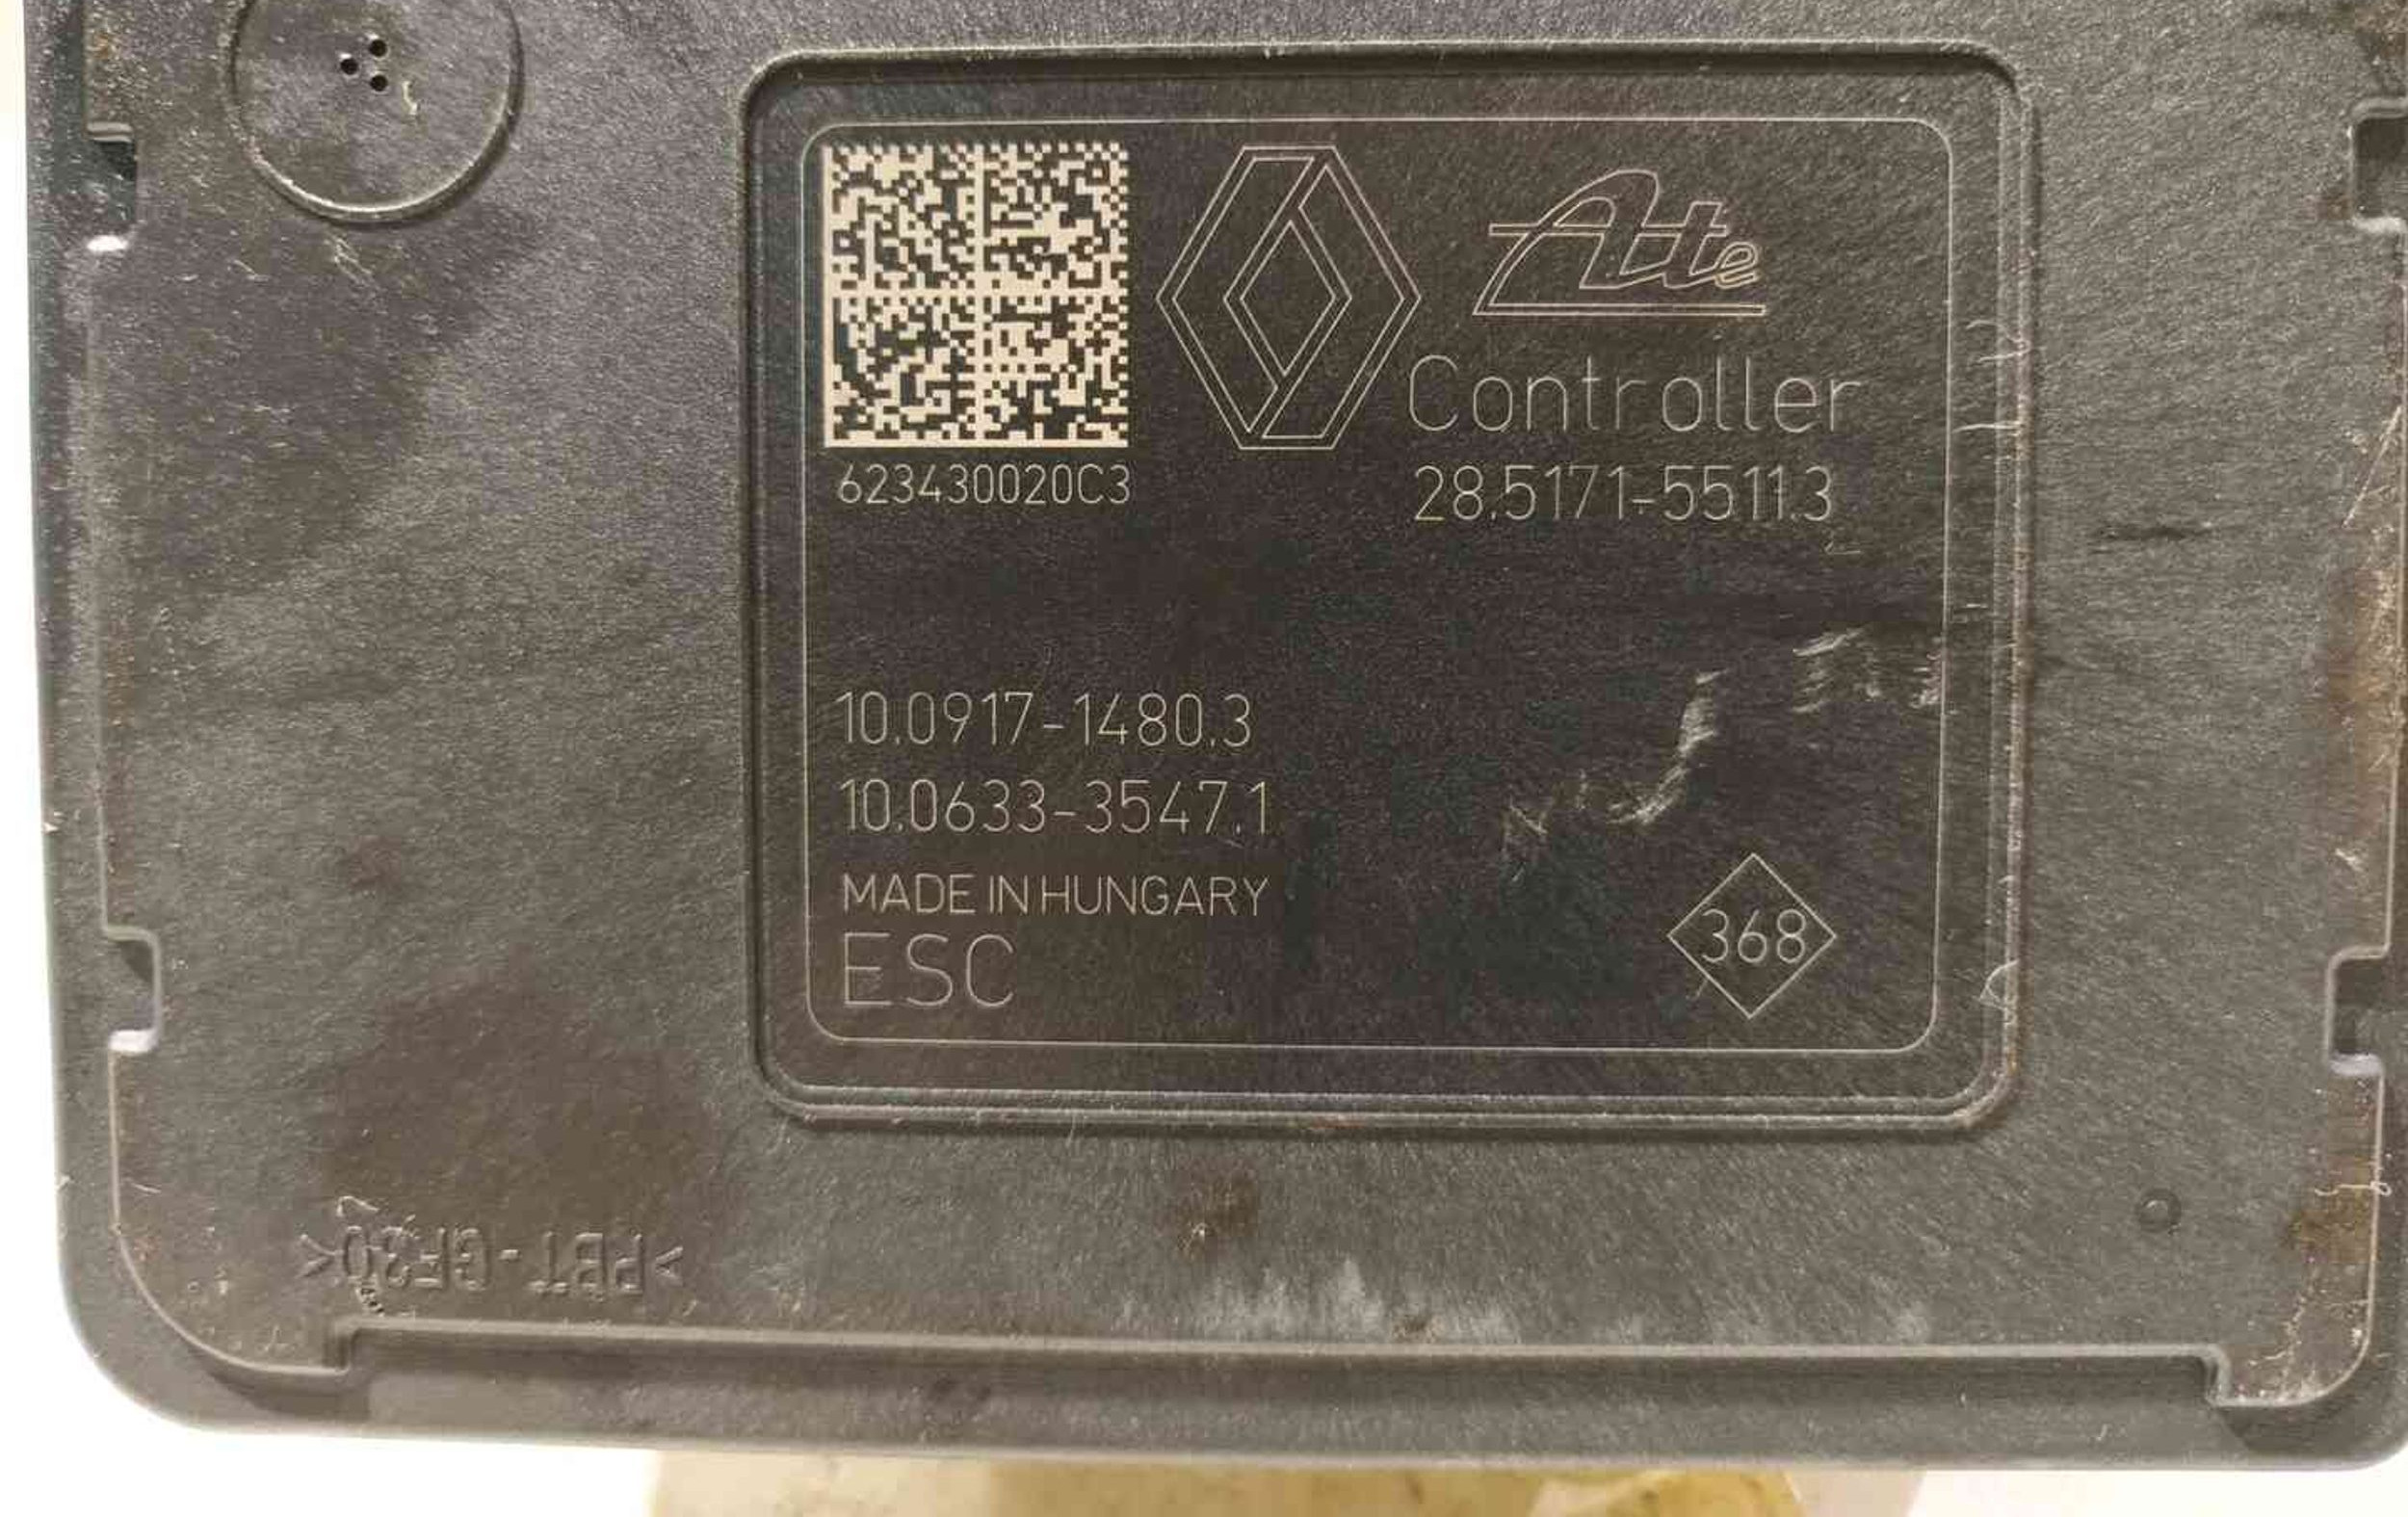 Ate
Controller
623430020C3
28.5171-5511.3
10.0917-1480.3
10.0633-3547.1
MADE IN HUNGARY
ESC
368
>PBT-GF30<